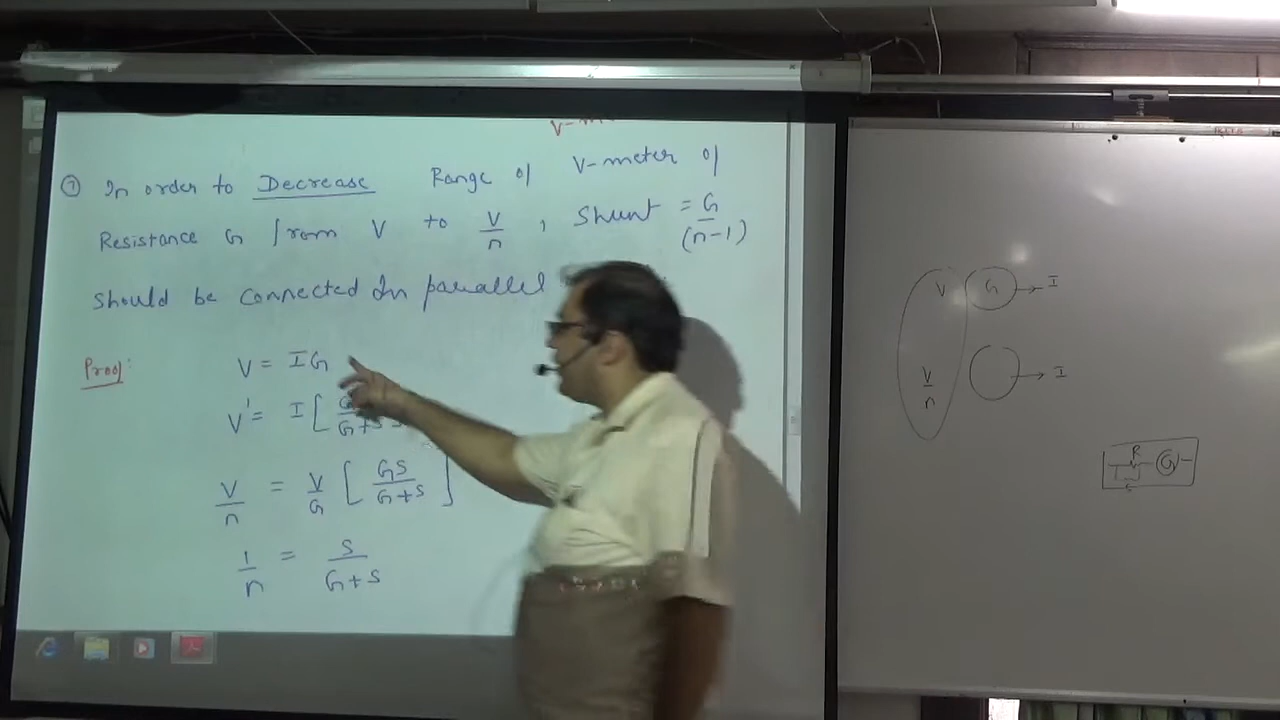 V-m
⑦ In order to Decrease Range of V-meter of
Resistance G from V to V/n , Shunt = G/(n-1)
Should be connected In parallel
Proof: V = IG
V' = I [ G/G+S
V/n = V/G [ GS/G+S ]
1/n = S/G+S
V G → I
V/n → I
R G